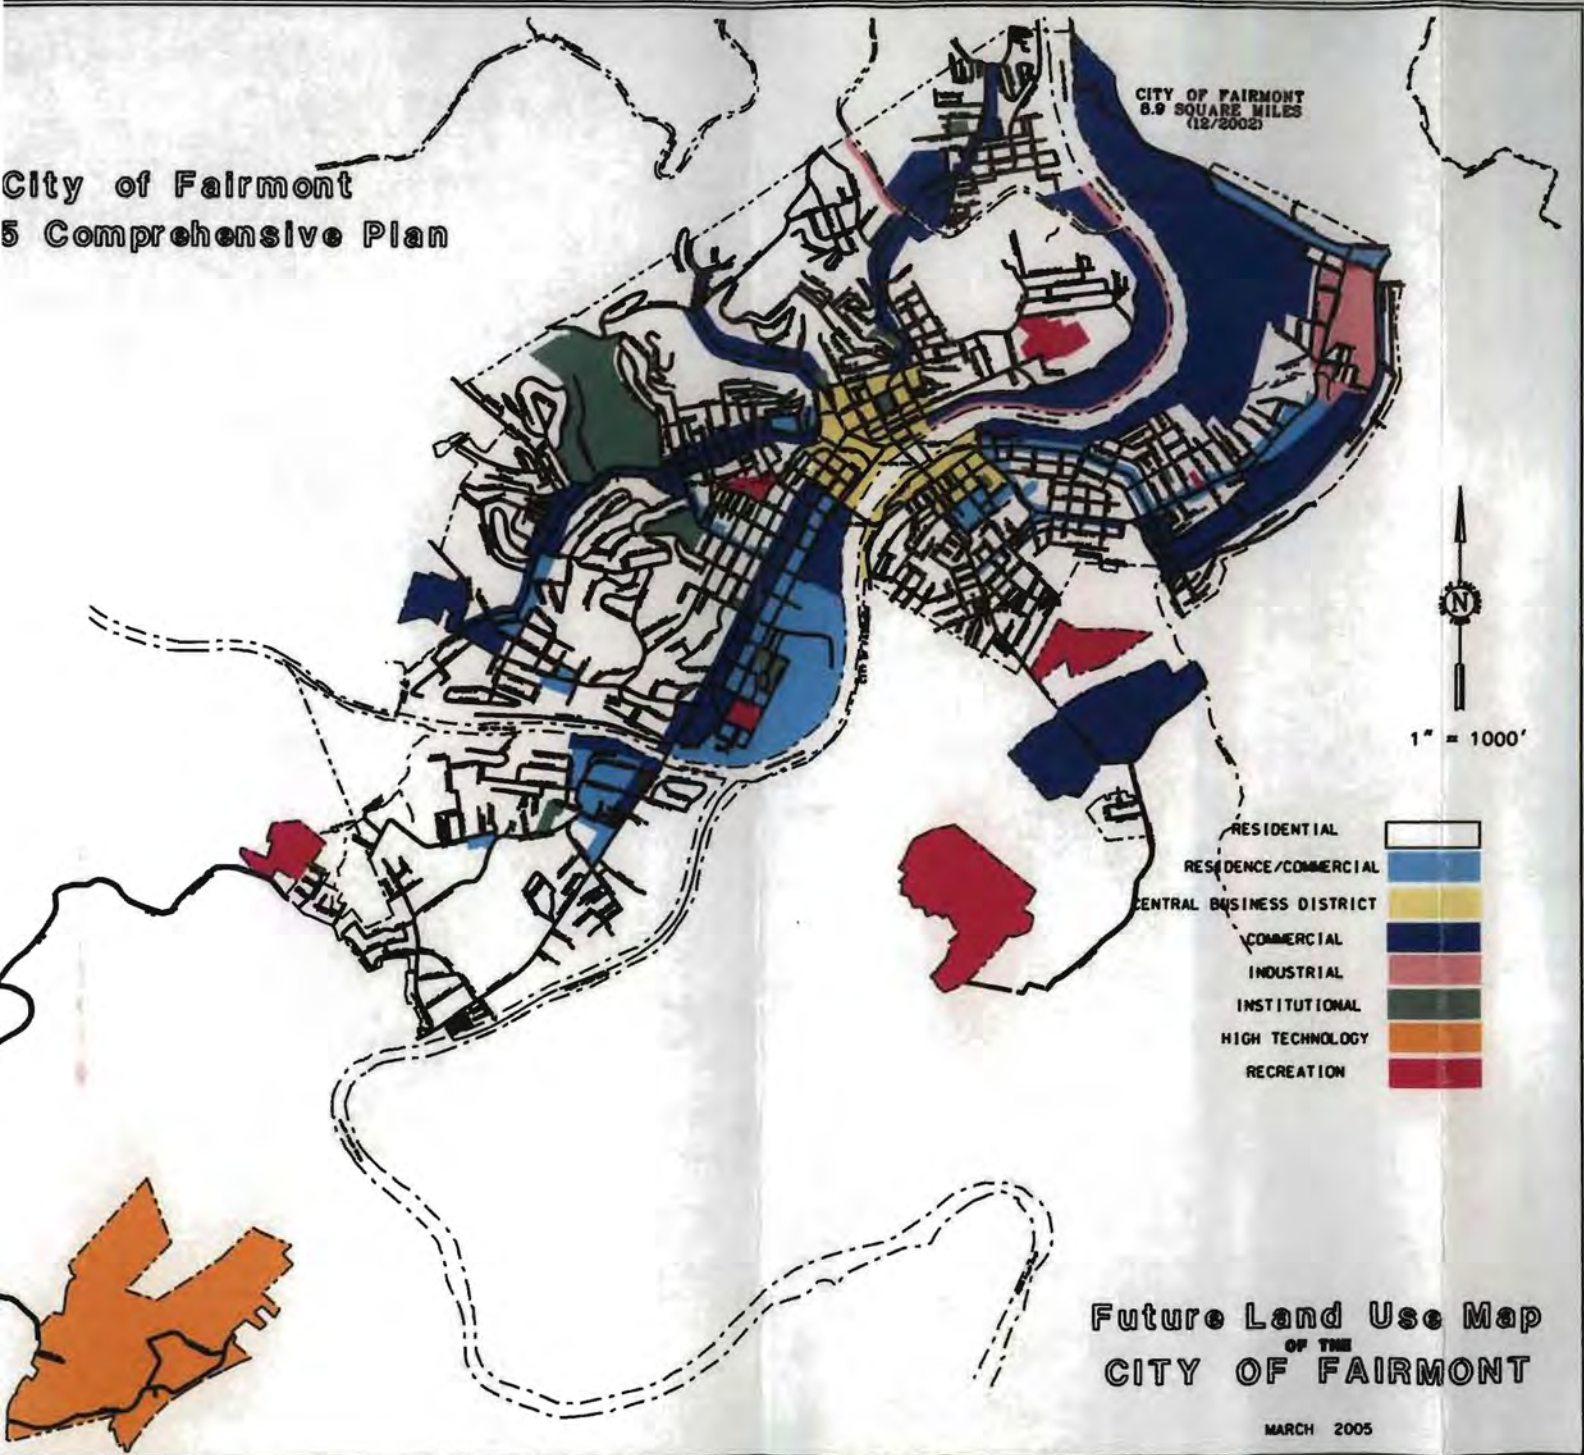 CITY OF FAIRMONT
6.9 SQUARE MILES
(12/2002)
City of Fairmont
5 Comprehensive Plan
N
1" = 1000'
RESIDENTIAL
RESIDENCE/COMMERCIAL
CENTRAL BUSINESS DISTRICT
COMMERCIAL
INDUSTRIAL
INSTITUTIONAL
HIGH TECHNOLOGY
RECREATION
Future Land Use Map
OF THE
CITY OF FAIRMONT
MARCH 2005